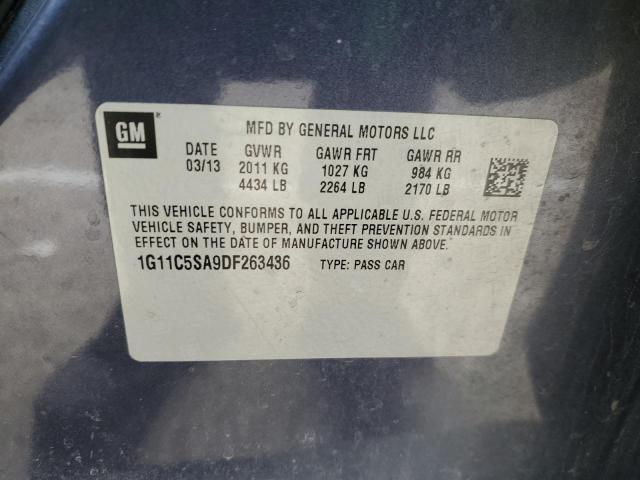 GM
MFD BY GENERAL MOTORS LLC
DATE GVWR GAWR FRT GAWR RR
03/13 2011 KG 1027 KG 984 KG
4434 LB 2264 LB 2170 LB
THIS VEHICLE CONFORMS TO ALL APPLICABLE U.S. FEDERAL MOTOR
VEHICLE SAFETY, BUMPER, AND THEFT PREVENTION STANDARDS IN
EFFECT ON THE DATE OF MANUFACTURE SHOWN ABOVE.
1G11C5SA9DF263436 TYPE: PASS CAR